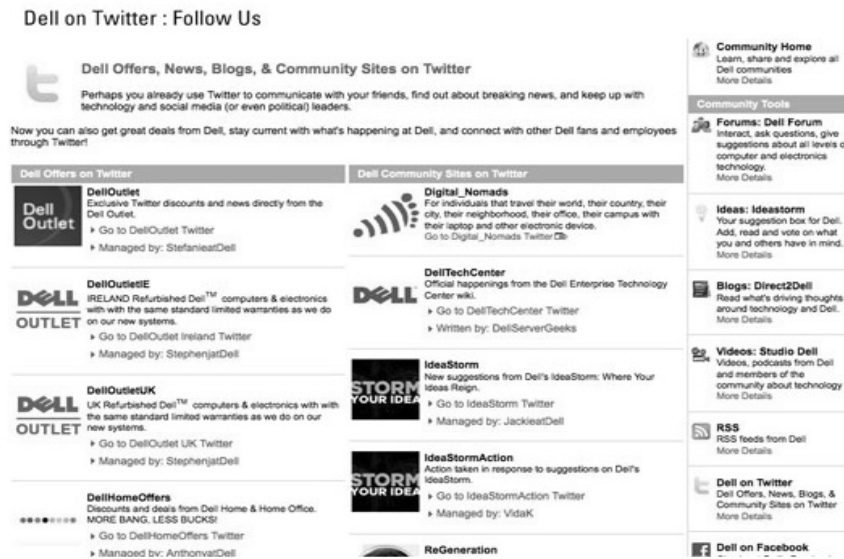 Dell on Twitter : Follow Us
Dell Offers, News, Blogs, & Community Sites on Twitter
Perhaps you already use Twitter to communicate with your friends, find out about breaking news, and keep up with
technology and social media (or even political) leaders.
Now you can also get great deals from Dell, stay current with what's happening at Dell, and connect with other Dell fans and employees
through Twitter!
Dell Offers on Twitter
Dell
Outlet
DellOutlet
Exclusive Twitter discounts and news directly from the
Dell Outlet.
Go to DellOutlet Twitter
Managed by: StefanieatDell
DELL
OUTLET
DellOutletIE
IRELAND Refurbished Dell™ computers & electronics
with with the same standard limited warranties as we do
on our new systems.
Go to DellOutlet Ireland Twitter
Managed by: StephenjatDell
DELL
OUTLET
DellOutletUK
UK Refurbished Dell™ computers & electronics with with
the same standard limited warranties as we do on our
new systems.
Go to DellOutlet UK Twitter
Managed by: StephenjatDell
DellHomeOffers
Discounts and deals from Dell Home & Home Office.
MORE BANG, LESS BUCKS!
Go to DellHomeOffers Twitter
Managed by: AnthonyatDell
Dell Community Sites on Twitter
Digital_Nomads
For individuals that travel their world, their country, their
city, their neighborhood, their office, their campus with
their laptop and other electronic device.
Go to Digital_Nomads Twitter
DELL
DellTechCenter
Official happenings from the Dell Enterprise Technology
Center wiki.
Go to DellTechCenter Twitter
Written by: DellServerGeeks
STORM
YOUR IDEA
IdeaStorm
New suggestions from Dell's IdeaStorm: Where Your
Ideas Reign.
Go to IdeaStorm Twitter
Managed by: JackieatDell
STORM
YOUR IDEA
IdeaStormAction
Action taken in response to suggestions on Dell's
IdeaStorm.
Go to IdeaStormAction Twitter
Managed by: VidaK
ReGeneration
Community Home
Learn, share and explore all
Dell communities
More Details
Community Tools
Forums: Dell Forum
Interact, ask questions, give
suggestions about all levels o
computer and electronics
technology.
More Details
Ideas: Ideastorm
Your suggestion box for Dell.
Add, read and vote on what
you and others have in mind.
More Details
Blogs: Direct2Dell
Read what's driving thoughts
around technology and Dell.
More Details
Videos: Studio Dell
Videos, podcasts from Dell
and members of the
community about technology
More Details
RSS
RSS feeds from Dell
More Details
Dell on Twitter
Dell Offers, News, Blogs, &
Community Sites on Twitter
More Details
Dell on Facebook